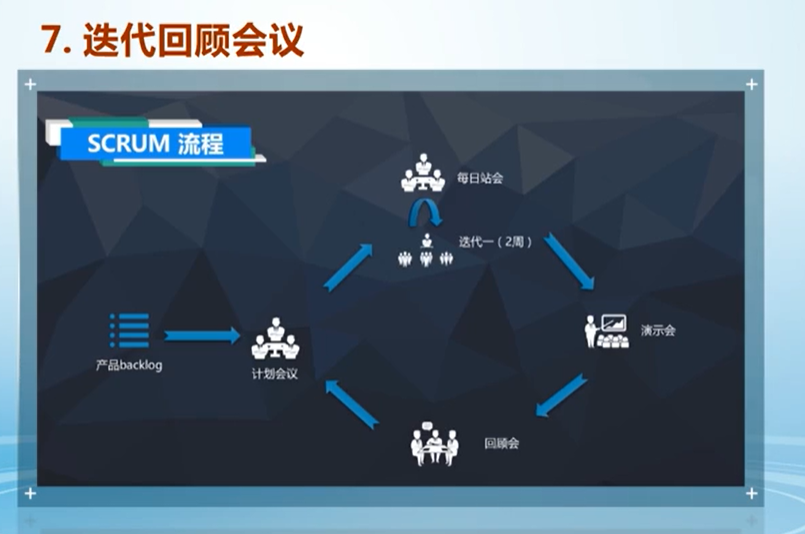 7. 迭代回顾会议
SCRUM 流程
每日站会
迭代一（2周）
产品backlog
计划会议
演示会
回顾会